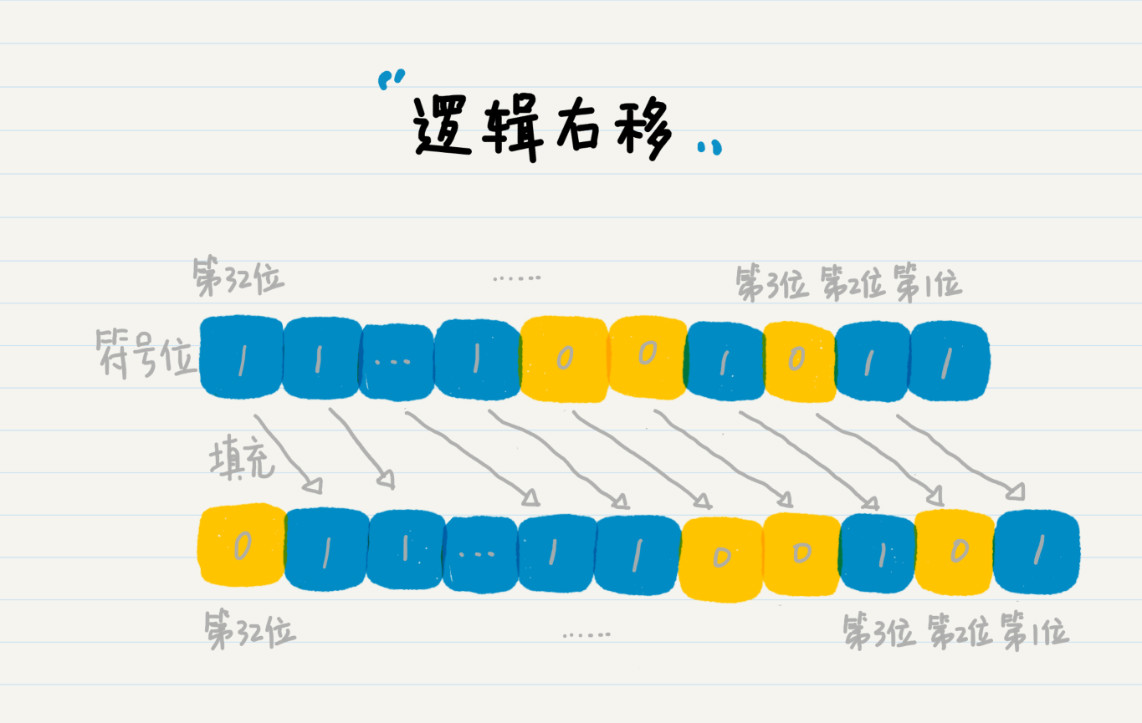 “逻辑右移”
第32位 …… 第3位 第2位 第1位
符号位 1 1 … 1 0 0 1 0 1 1
填充
0 1 1 … 1 1 0 0 1 0 1
第32位 …… 第3位 第2位 第1位